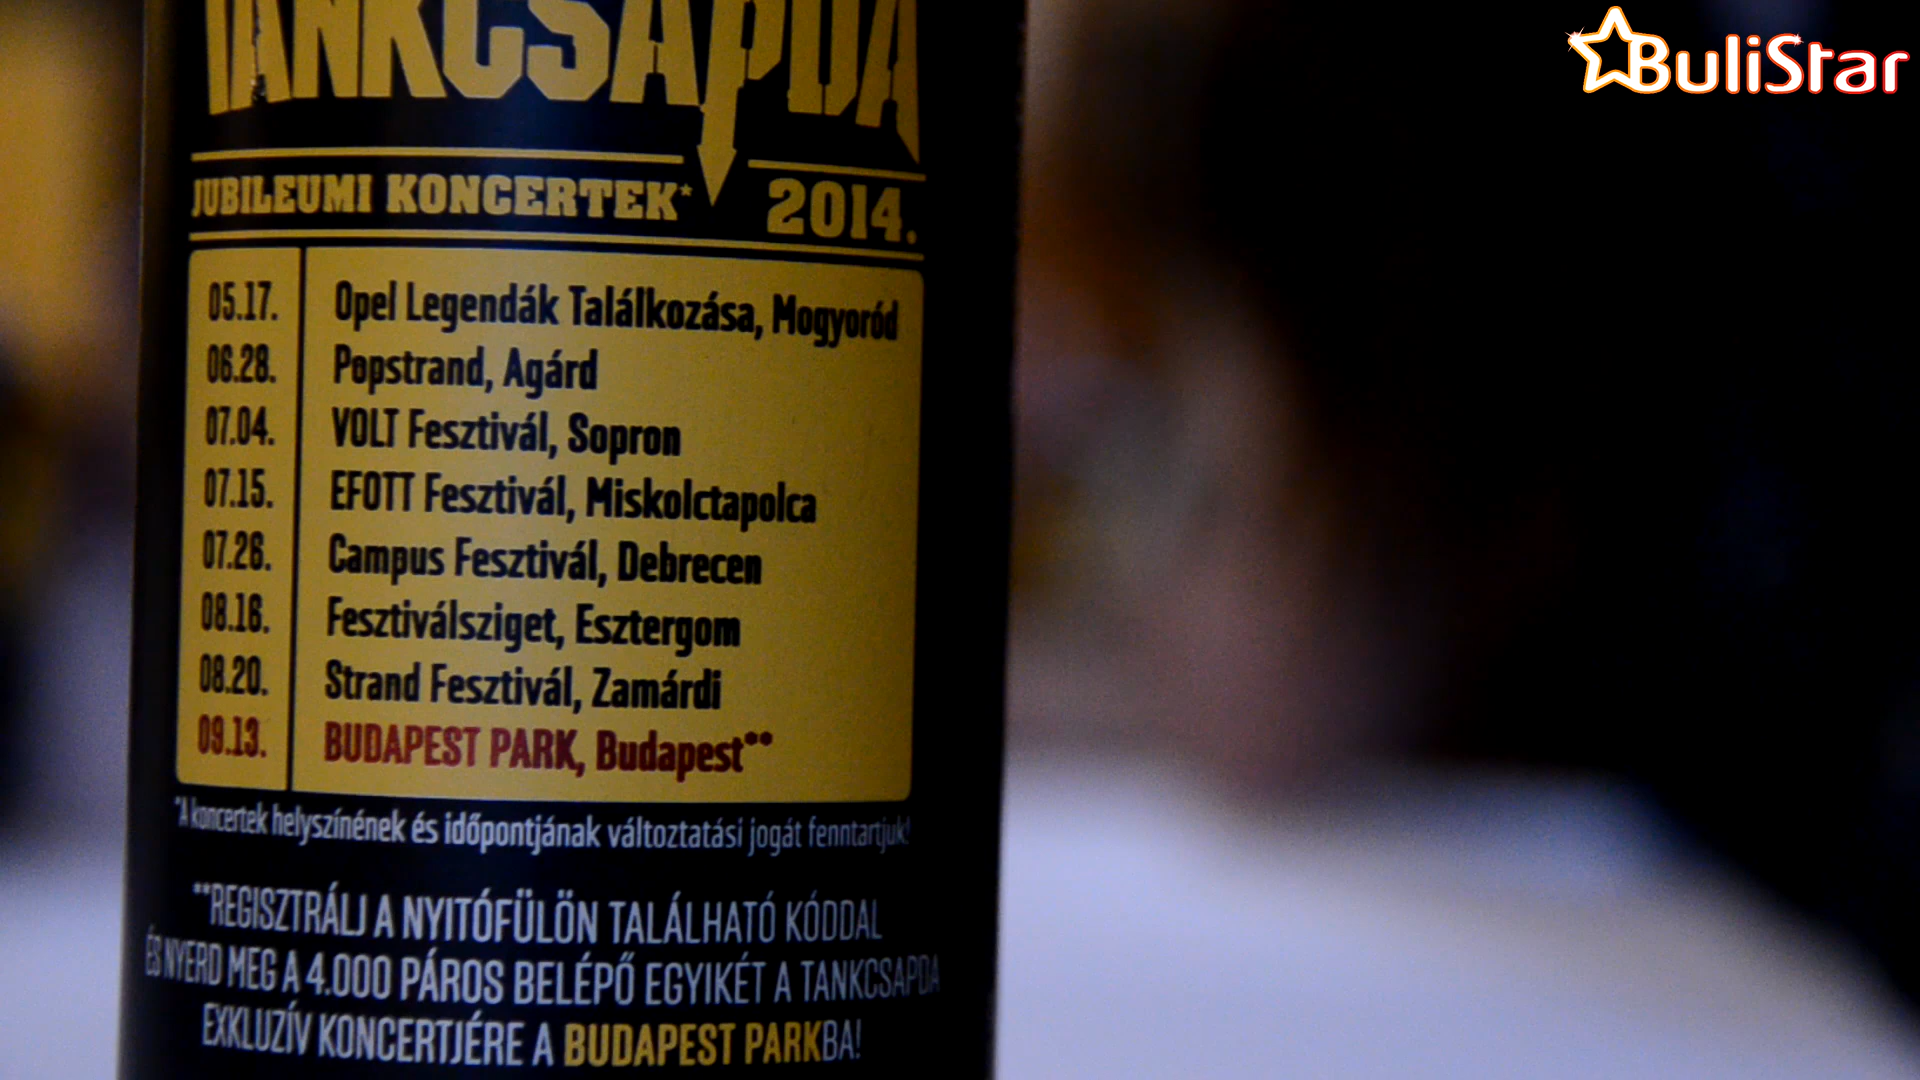 BuliStar
TANKCSAPDA
JUBILEUMI KONCERTEK* 2014.
05.17. Opel Legendák Találkozása, Mogyoród
06.28. Popstrand, Agárd
07.04. VOLT Fesztivál, Sopron
07.15. EFOTT Fesztivál, Miskolctapolca
07.26. Campus Fesztivál, Debrecen
08.16. Fesztiválsziget, Esztergom
08.20. Strand Fesztivál, Zamárdi
09.13. BUDAPEST PARK, Budapest**
*A koncertek helyszínének és időpontjának változtatási jogát fenntartjuk!
**REGISZTRÁLJ A NYITÓFÜLÖN TALÁLHATÓ KÓDDAL
ÉS NYERD MEG A 4.000 PÁROS BELÉPŐ EGYIKÉT A TANKCSAPDA
EXKLUZÍV KONCERTJÉRE A BUDAPEST PARKBA!